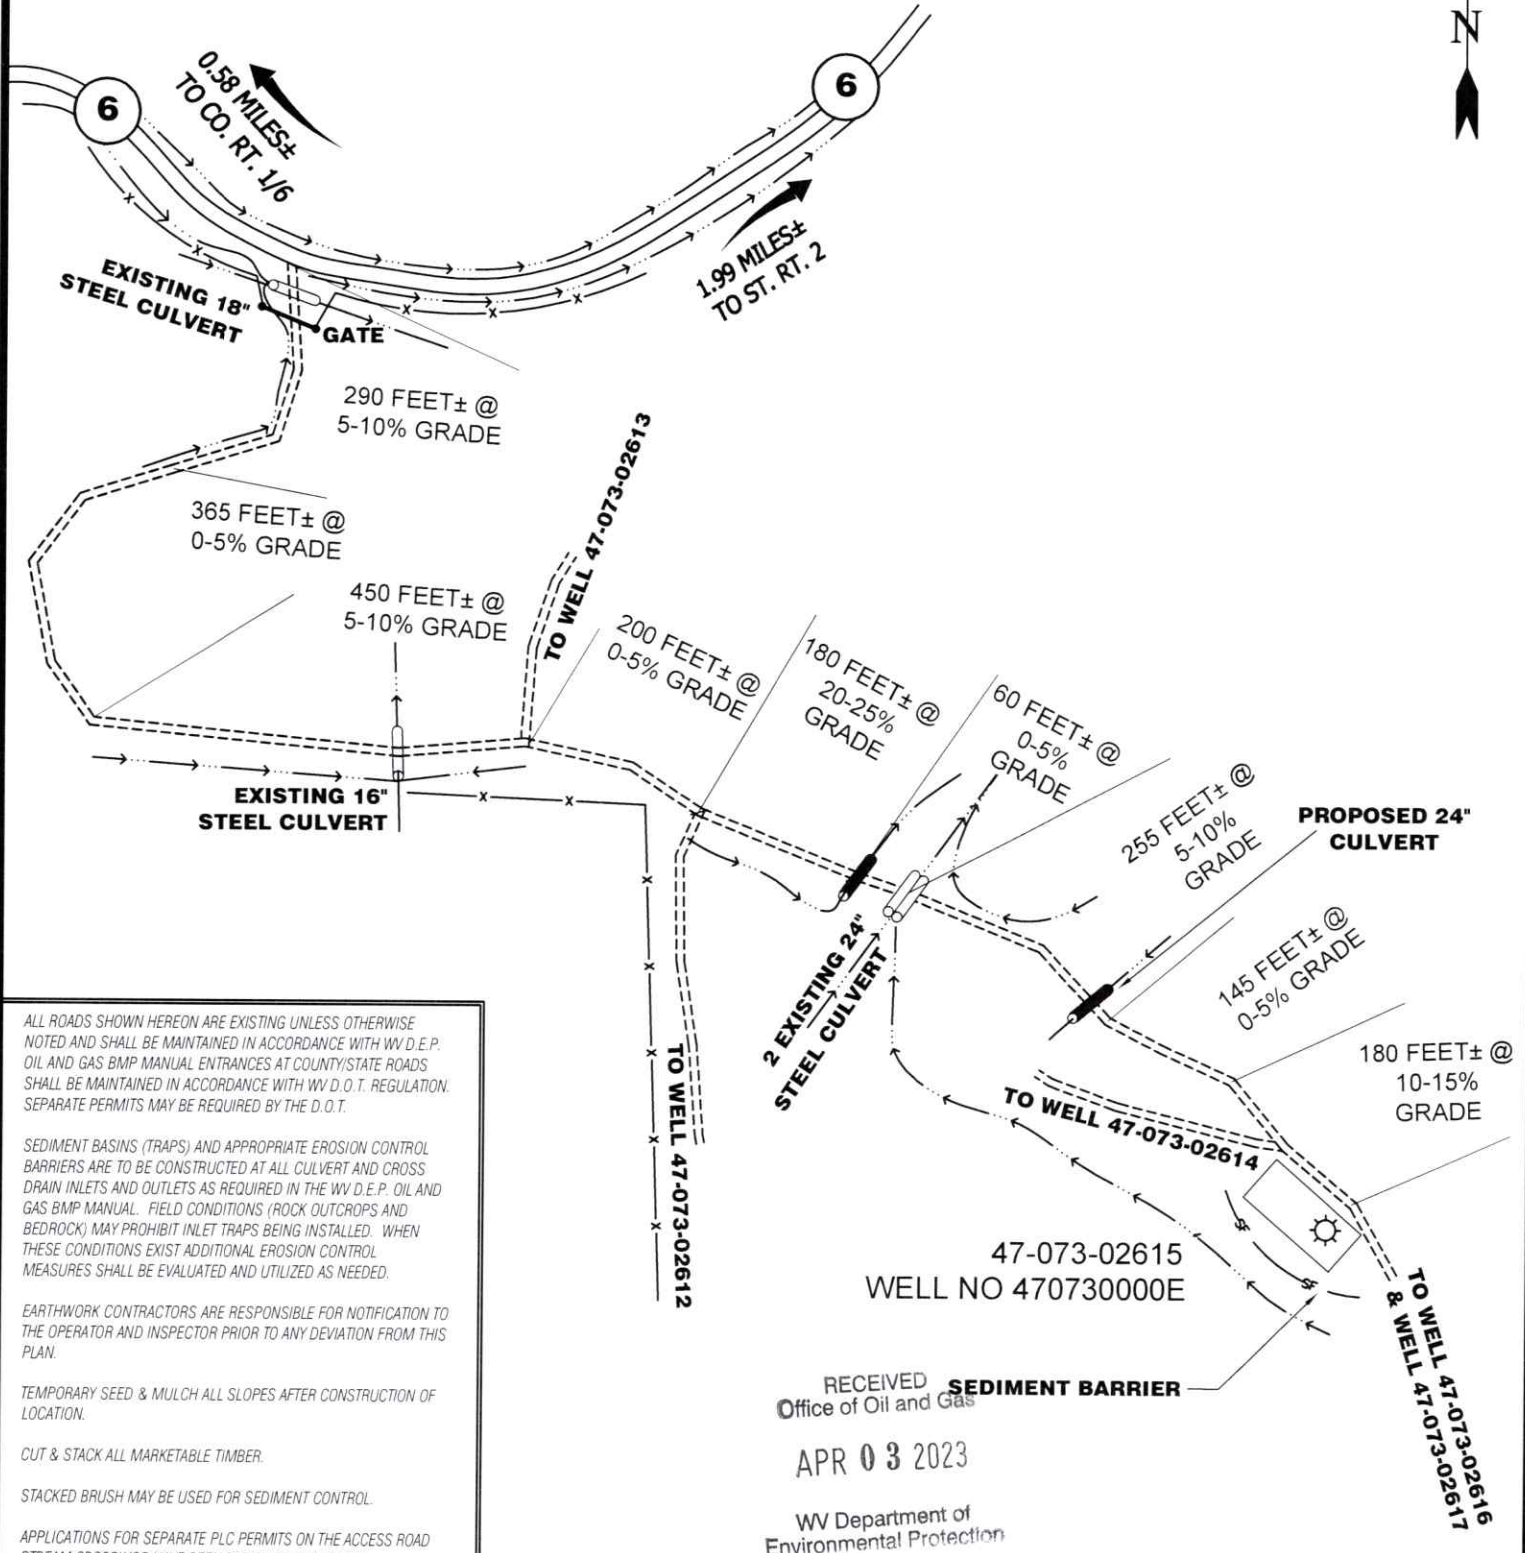 N
6
0.58 MILES±
TO CO. RT. 1/6
6
1.99 MILES±
TO ST. RT. 2
EXISTING 18"
STEEL CULVERT
GATE
290 FEET± @
5-10% GRADE
365 FEET± @
0-5% GRADE
450 FEET± @
5-10% GRADE
TO WELL 47-073-02613
200 FEET± @
0-5% GRADE
180 FEET± @
20-25%
GRADE
60 FEET± @
0-5%
GRADE
255 FEET± @
5-10%
GRADE
PROPOSED 24"
CULVERT
EXISTING 16"
STEEL CULVERT
x
2 EXISTING 24"
STEEL CULVERT
145 FEET± @
0-5% GRADE
180 FEET± @
10-15%
GRADE
TO WELL 47-073-02612
TO WELL 47-073-02614
SF
SF
47-073-02615
WELL NO 470730000E
TO WELL 47-073-02616
& WELL 47-073-02617
SEDIMENT BARRIER
RECEIVED
Office of Oil and Gas
APR 03 2023
WV Department of
Environmental Protection
ALL ROADS SHOWN HEREON ARE EXISTING UNLESS OTHERWISE
NOTED AND SHALL BE MAINTAINED IN ACCORDANCE WITH WV D.E.P.
OIL AND GAS BMP MANUAL ENTRANCES AT COUNTY/STATE ROADS
SHALL BE MAINTAINED IN ACCORDANCE WITH WV D.O.T. REGULATION.
SEPARATE PERMITS MAY BE REQUIRED BY THE D.O.T.
SEDIMENT BASINS (TRAPS) AND APPROPRIATE EROSION CONTROL
BARRIERS ARE TO BE CONSTRUCTED AT ALL CULVERT AND CROSS
DRAIN INLETS AND OUTLETS AS REQUIRED IN THE WV D.E.P. OIL AND
GAS BMP MANUAL. FIELD CONDITIONS (ROCK OUTCROPS AND
BEDROCK) MAY PROHIBIT INLET TRAPS BEING INSTALLED. WHEN
THESE CONDITIONS EXIST ADDITIONAL EROSION CONTROL
MEASURES SHALL BE EVALUATED AND UTILIZED AS NEEDED.
EARTHWORK CONTRACTORS ARE RESPONSIBLE FOR NOTIFICATION TO
THE OPERATOR AND INSPECTOR PRIOR TO ANY DEVIATION FROM THIS
PLAN.
TEMPORARY SEED & MULCH ALL SLOPES AFTER CONSTRUCTION OF
LOCATION.
CUT & STACK ALL MARKETABLE TIMBER.
STACKED BRUSH MAY BE USED FOR SEDIMENT CONTROL.
APPLICATIONS FOR SEPARATE PLC PERMITS ON THE ACCESS ROAD